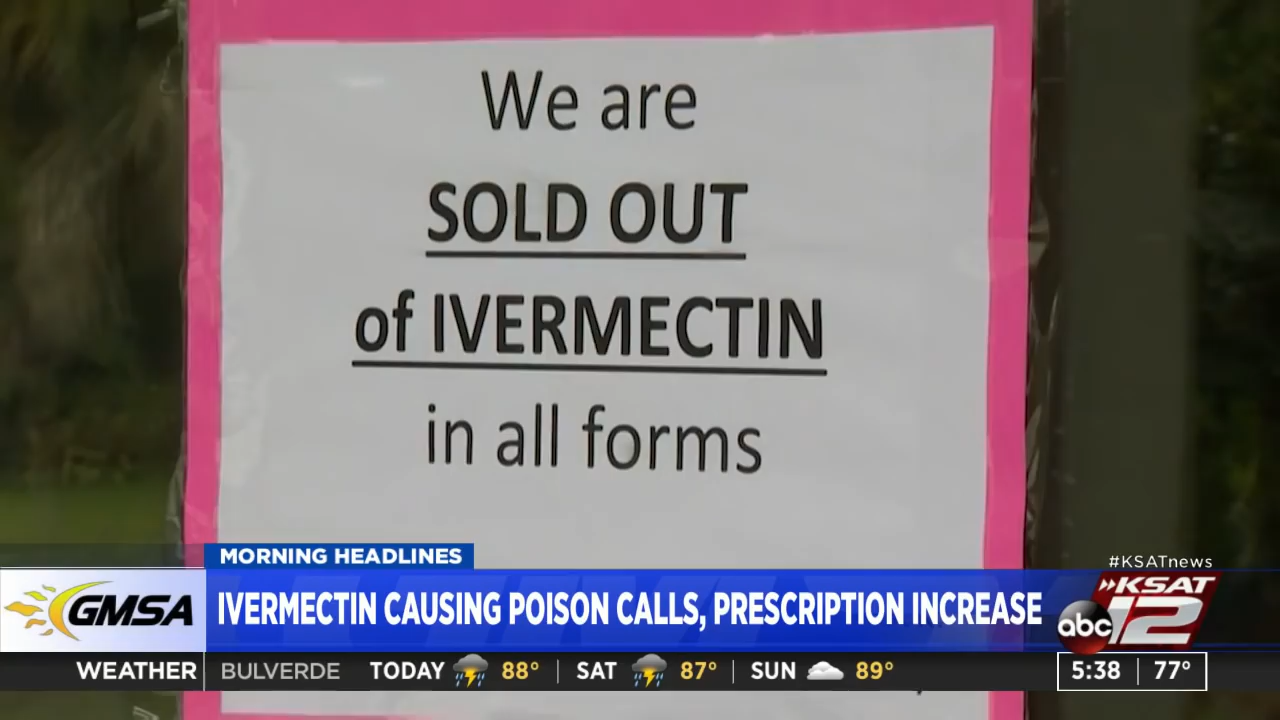 We are
SOLD OUT
of IVERMECTIN
in all forms
MORNING HEADLINES
#KSATnews
GMSA
IVERMECTIN CAUSING POISON CALLS, PRESCRIPTION INCREASE
KSAT
abc 12
WEATHER BULVERDE TODAY 88° SAT 87° SUN 89° 5:38 77°